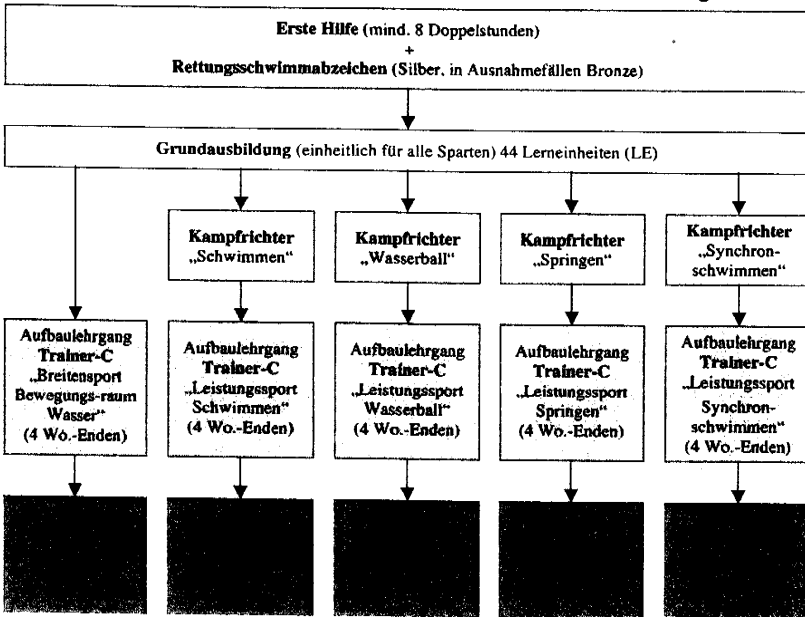 Erste Hilfe (mind. 8 Doppelstunden)
+
Rettungsschwimmabzeichen (Silber, in Ausnahmefällen Bronze)
Grundausbildung (einheitlich für alle Sparten) 44 Lerneinheiten (LE)
Kampfrichter
„Schwimmen“
Kampfrichter
„Wasserball“
Kampfrichter
„Springen“
Kampfrichter
„Synchron-
schwimmen“
Aufbaulehrgang
Trainer-C
„Breitensport
Bewegungs-raum
Wasser“
(4 Wo.-Enden)
Aufbaulehrgang
Trainer-C
„Leistungssport
Schwimmen“
(4 Wo.-Enden)
Aufbaulehrgang
Trainer-C
„Leistungssport
Wasserball“
(4 Wo.-Enden)
Aufbaulehrgang
Trainer-C
„Leistungssport
Springen“
(4 Wo.-Enden)
Aufbaulehrgang
Trainer-C
„Leistungssport
Synchron-
schwimmen“
(4 Wo.-Enden)